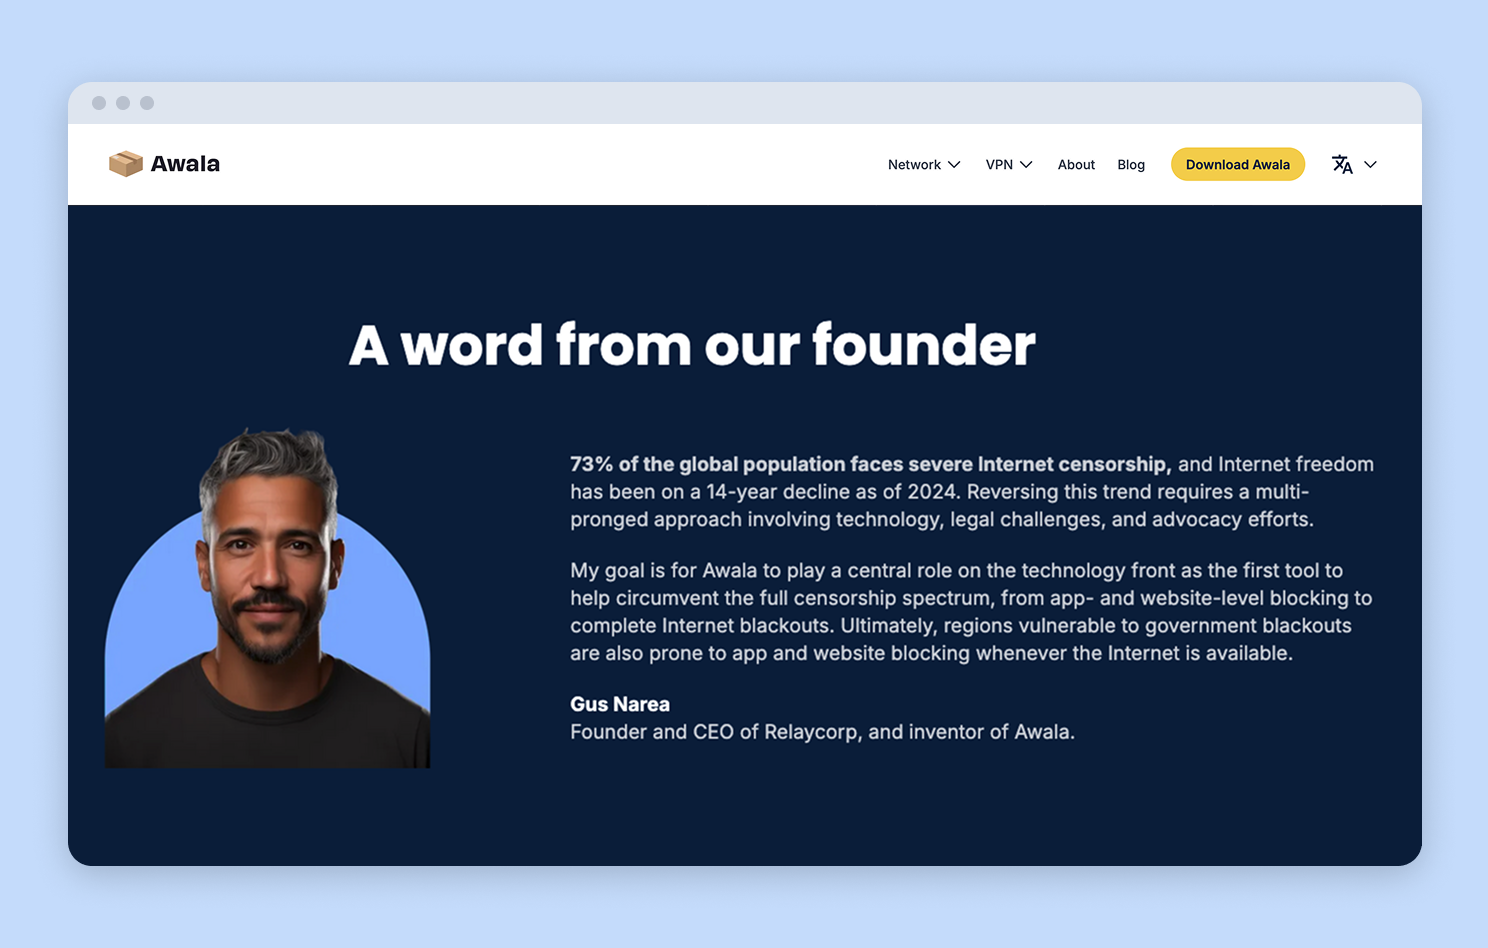 Awala
Network
VPN
About
Blog
Download Awala
A word from our founder
73% of the global population faces severe Internet censorship, and Internet freedom
has been on a 14-year decline as of 2024. Reversing this trend requires a multi-
pronged approach involving technology, legal challenges, and advocacy efforts.
My goal is for Awala to play a central role on the technology front as the first tool to
help circumvent the full censorship spectrum, from app- and website-level blocking to
complete Internet blackouts. Ultimately, regions vulnerable to government blackouts
are also prone to app and website blocking whenever the Internet is available.
Gus Narea
Founder and CEO of Relaycorp, and inventor of Awala.